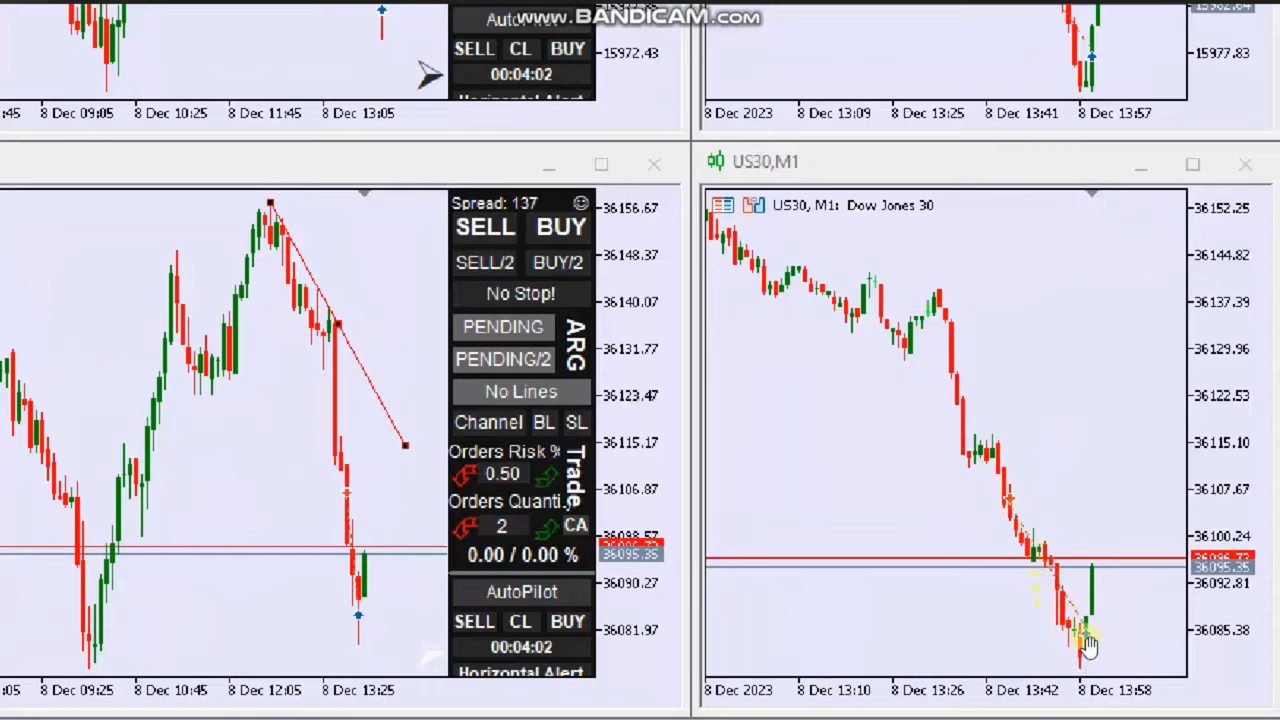 www.BANDICAM.com
SELL CL BUY
00:04:02
15972.43
15977.83
:45 8 Dec 09:05 8 Dec 10:25 8 Dec 11:45 8 Dec 13:05
8 Dec 2023 8 Dec 13:09 8 Dec 13:25 8 Dec 13:41 8 Dec 13:57
US30,M1
Spread: 137
SELL BUY
SELL/2 BUY/2
No Stop!
PENDING
PENDING/2
ARG
No Lines
Channel BL SL
Orders Risk %
0.50
Trade
Orders Quanti..
2 CA
0.00 / 0.00 %
AutoPilot
SELL CL BUY
00:04:02
Horizontal Alert
36156.67
36148.37
36140.07
36131.77
36123.47
36115.17
36106.87
36098.57
36095.35
36090.27
36081.97
:05 8 Dec 09:25 8 Dec 10:45 8 Dec 12:05 8 Dec 13:25
US30, M1: Dow Jones 30
36152.25
36144.82
36137.39
36129.96
36122.53
36115.10
36107.67
36100.24
36095.35
36092.81
36085.38
8 Dec 2023 8 Dec 13:10 8 Dec 13:26 8 Dec 13:42 8 Dec 13:58